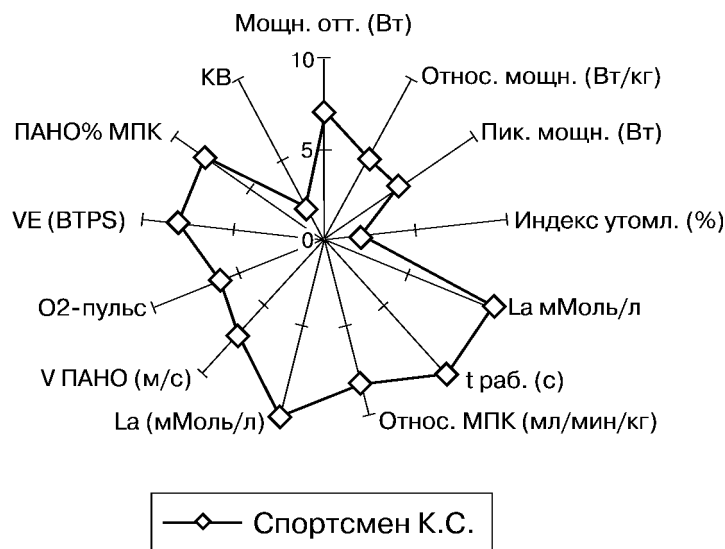 Мощн. отт. (Вт)
10
КВ
Относ. мощн. (Вт/кг)
ПАНО% МПК
5
Пик. мощн. (Вт)
VE (BTPS)
Индекс утомл. (%)
0
О2-пульс
La мМоль/л
V ПАНО (м/с)
t раб. (с)
La (мМоль/л)
Относ. МПК (мл/мин/кг)
Спортсмен К.С.